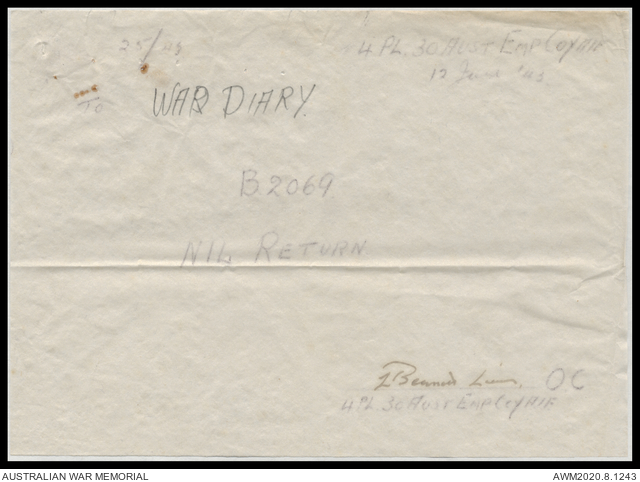 25/43
4 PL. 30 AUST EMP COY AIF
12 June '43
To
WAR DIARY.
B2069
NIL RETURN
OC
4 PL. 30 AUST EMP COY AIF
AUSTRALIAN WAR MEMORIAL
AWM2020.8.1243